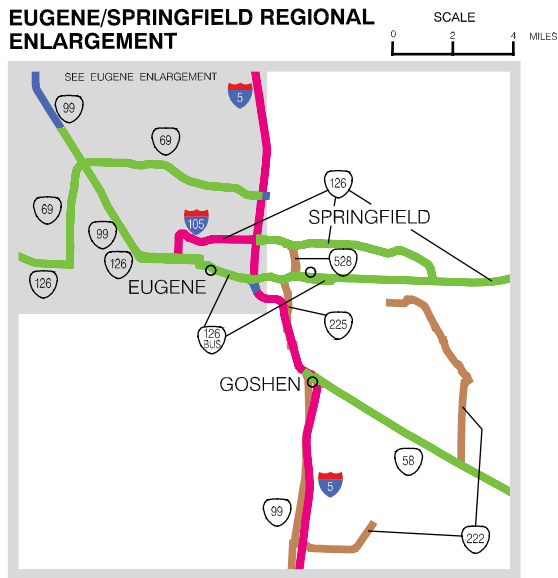 EUGENE/SPRINGFIELD REGIONAL
ENLARGEMENT
SCALE
0 2 4 MILES
SEE EUGENE ENLARGEMENT
5
99
69
126
69
105
SPRINGFIELD
99
528
126
126
EUGENE
225
126
BUS
GOSHEN
58
5
99
222